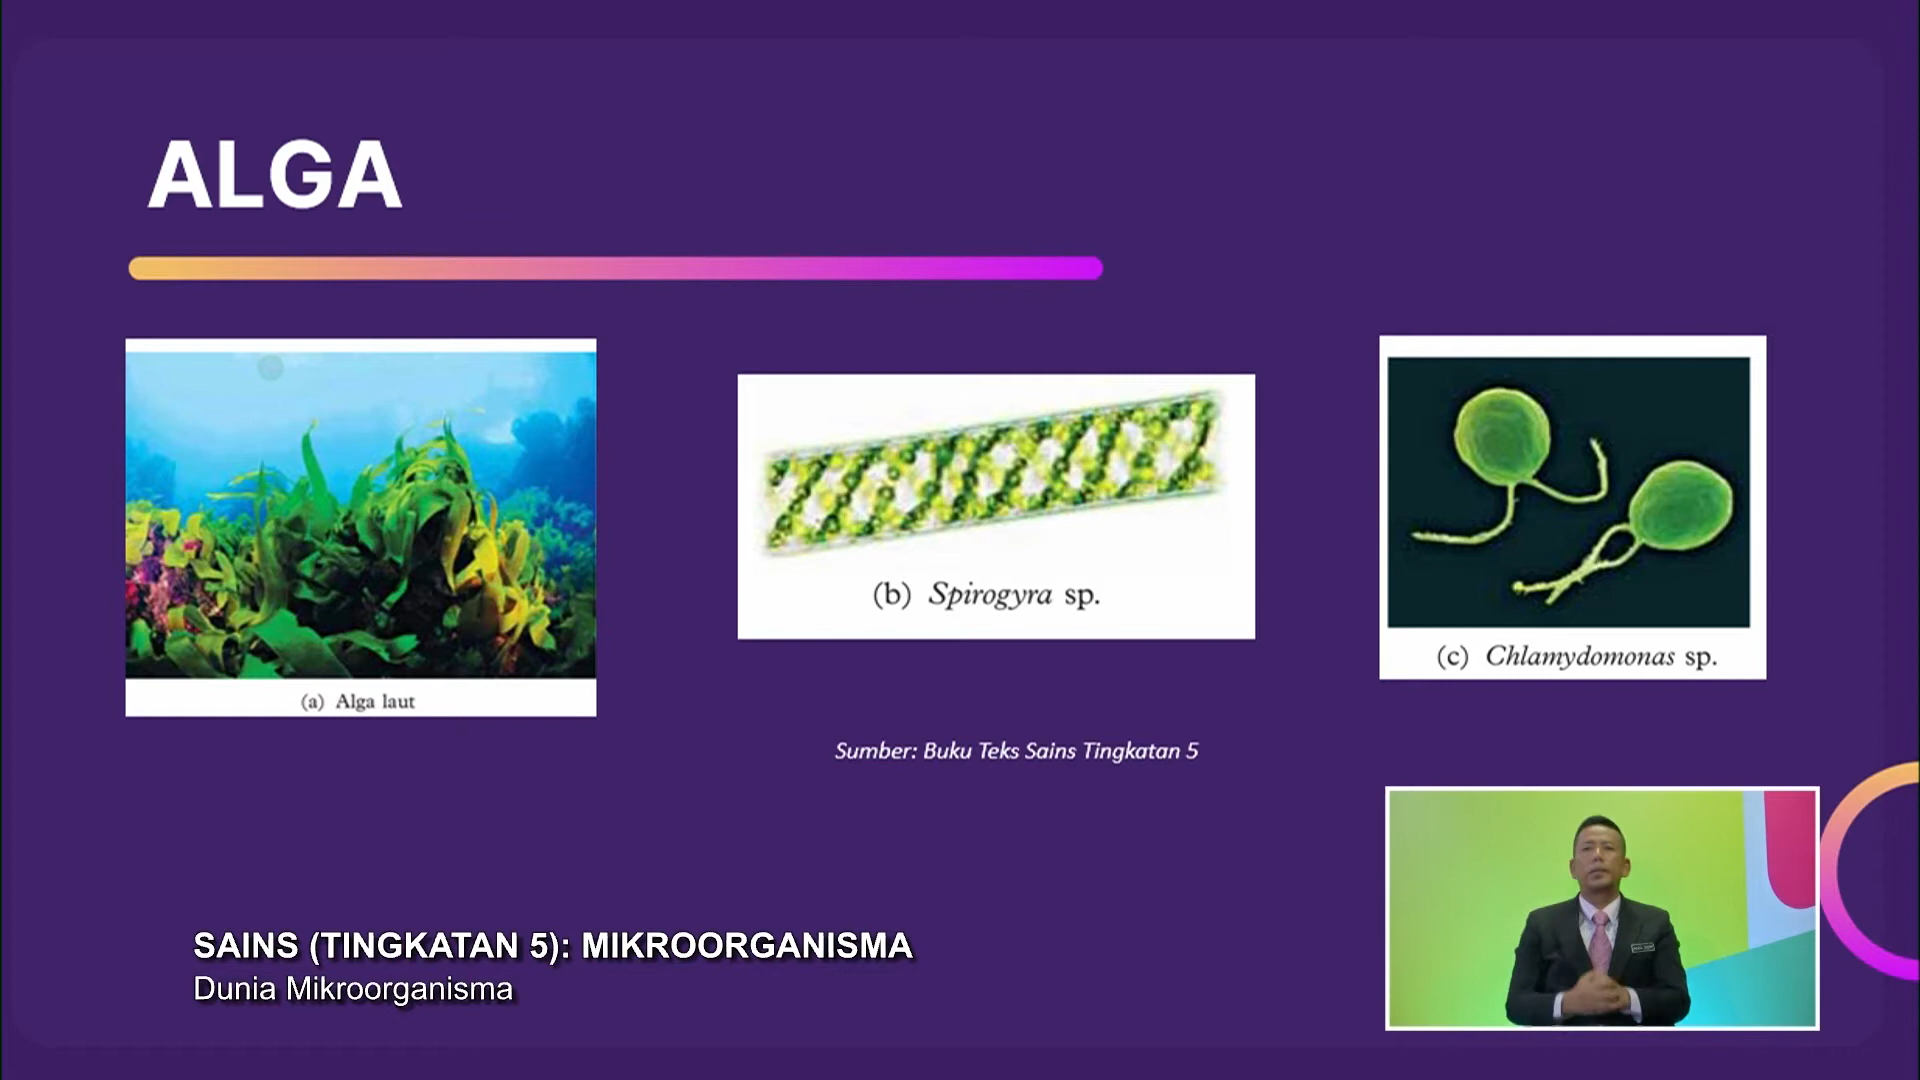 ALGA
(a) Alga laut
(b) Spirogyra sp.
(c) Chlamydomonas sp.
Sumber: Buku Teks Sains Tingkatan 5
SAINS (TINGKATAN 5): MIKROORGANISMA
Dunia Mikroorganisma